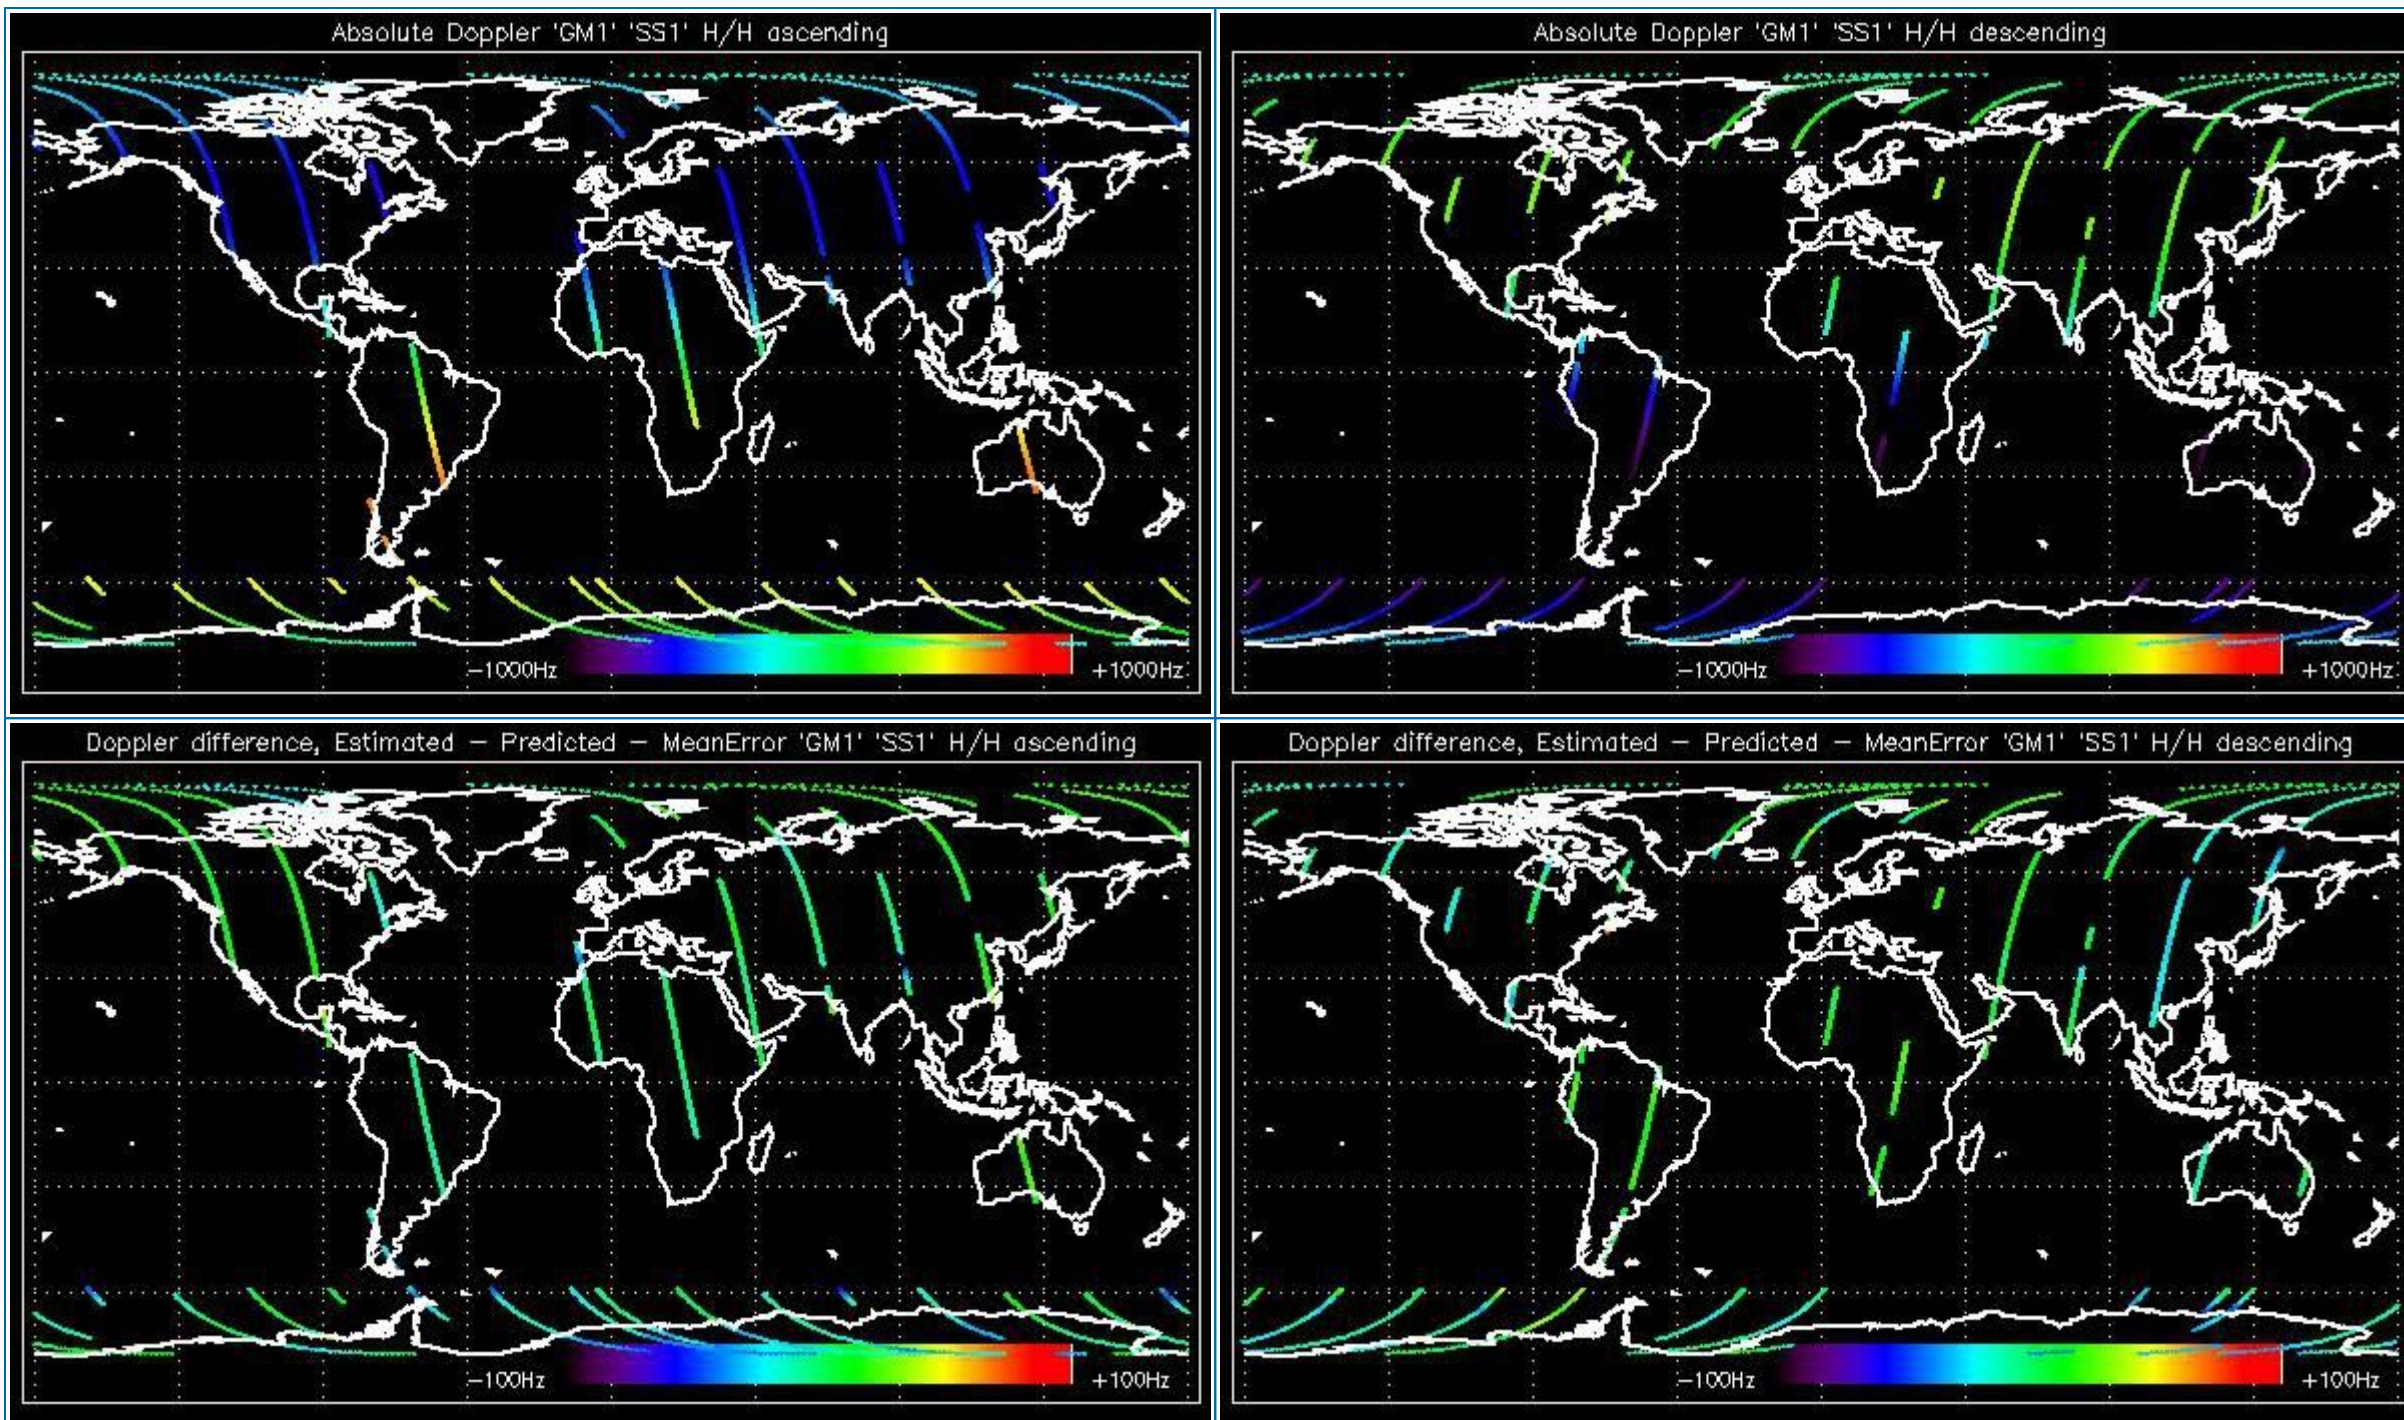 Absolute Doppler 'GM1' 'SS1' H/H ascending
−1000Hz
+1000Hz
Absolute Doppler 'GM1' 'SS1' H/H descending
−1000Hz
+1000Hz
Doppler difference, Estimated − Predicted − MeanError 'GM1' 'SS1' H/H ascending
−100Hz
+100Hz
Doppler difference, Estimated − Predicted − MeanError 'GM1' 'SS1' H/H descending
−100Hz
+100Hz